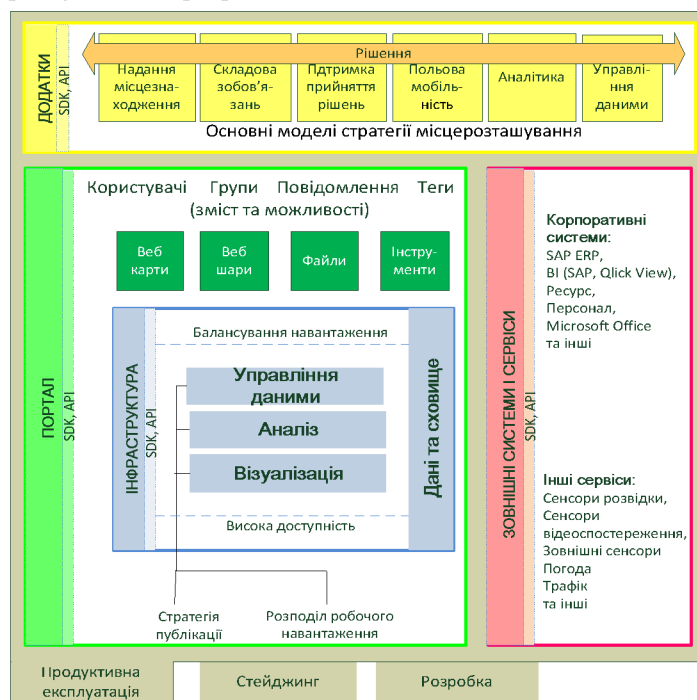 Рішення
ДОДАТКИ
SDK, API
Надання
місцезна-
ходження
Складова
зобов'я-
зань
Пдтримка
прийняття
рішень
Польова
мобіль-
ність
Аналітика
Управлі-
ння
даними
Основні моделі стратегії місцерозташування
ПОРТАЛ
SDK, API
Користувачі Групи Повідомлення Теги
(зміст та можливості)
Веб
карти
Веб
шари
Файли
Інстру-
менти
ІНФРАСТРУКТУРА
SDK, API
Балансування навантаження
Управління
даними
Аналіз
Візуалізація
Висока доступність
Дані та сховище
Стратегія
публікації
Розподіл робочого
навантаження
ЗОВНІШНІ СИСТЕМИ І СЕРВІСИ
SDK, API
Корпоративні
системи:
SAP ERP,
BI (SAP, Qlick View),
Ресурс,
Персонал,
Microsoft Office
та інші
Інші сервіси:
Сенсори розвідки,
Сенсори
відеоспостереження,
Зовнішні сенсори
Погода
Трафік
та інші
Продуктивна
експлуатація
Стейджинг
Розробка